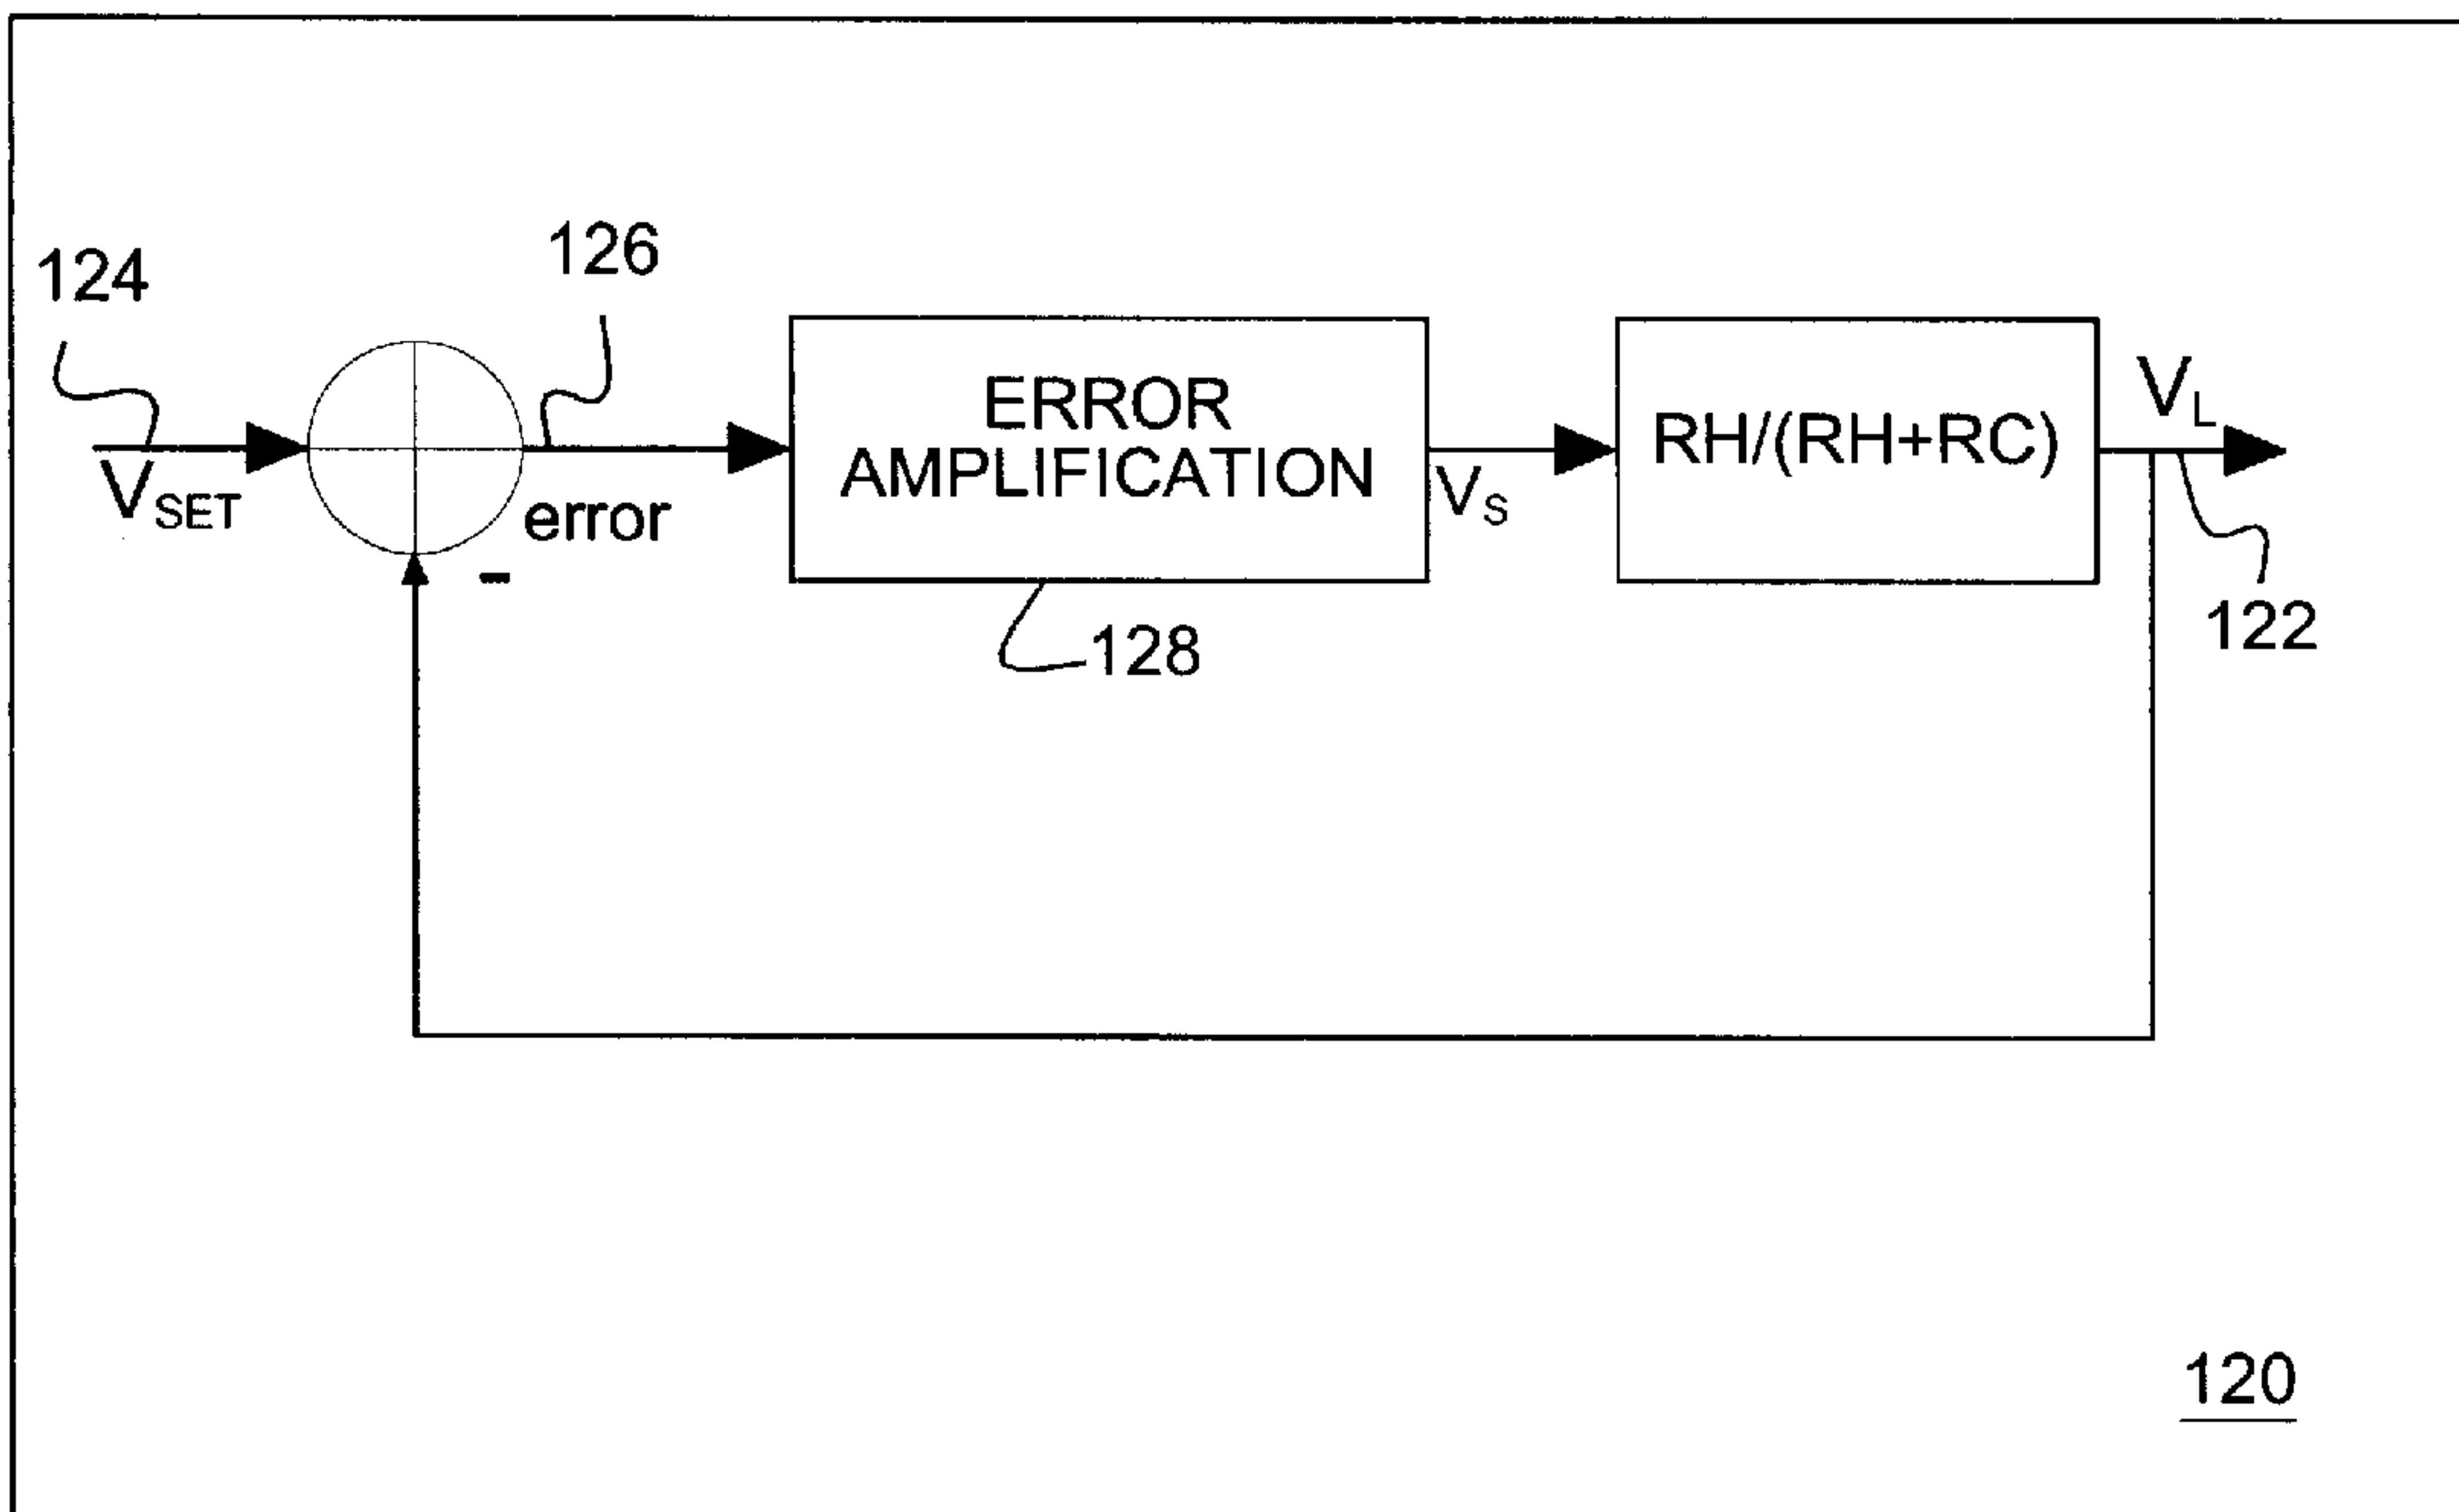 124
126
V_SET
error
-
ERROR
AMPLIFICATION
128
V_S
RH/(RH+RC)
V_L
122
120